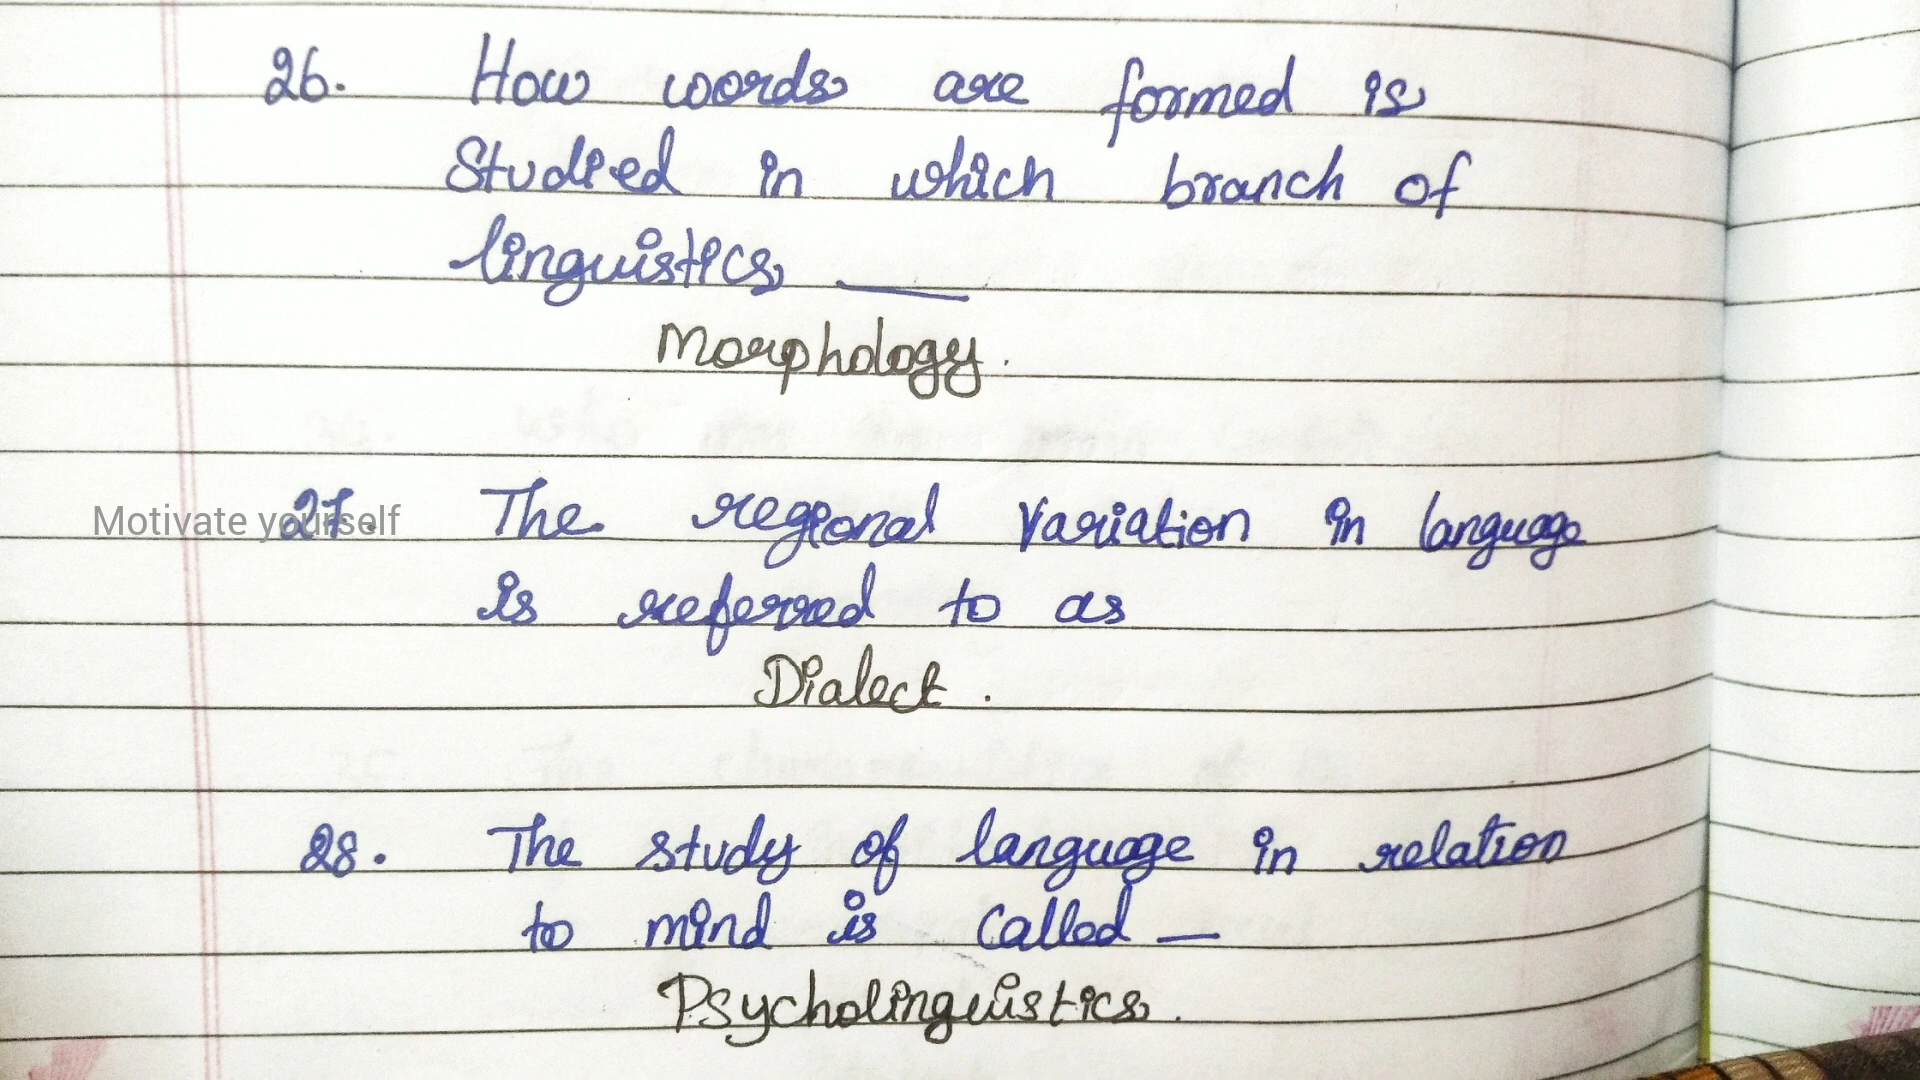 26. How words are formed is
studied in which branch of
linguistics ___
Morphology.
Motivate yourself
27. The regional variation in language
is referred to as
Dialect.
28. The study of language in relation
to mind is called __
Psycholinguistics.